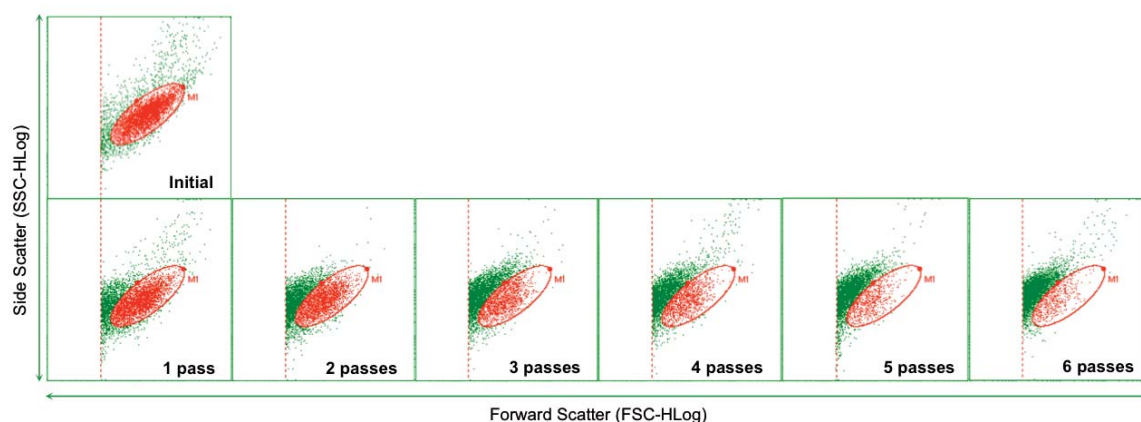 Side Scatter (SSC-HLog)
M1
Initial
M1
1 pass
M1
2 passes
M1
3 passes
M1
4 passes
M1
5 passes
M1
6 passes
Forward Scatter (FSC-HLog)